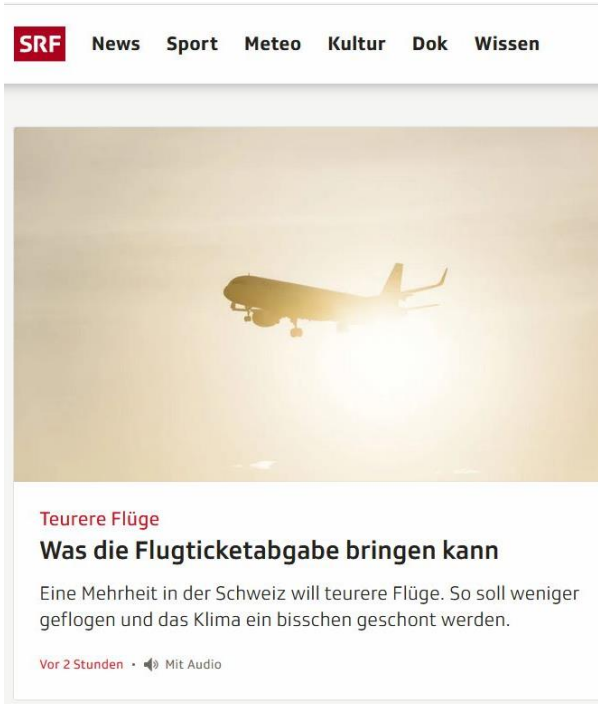 SRF News Sport Meteo Kultur Dok Wissen
Teurere Flüge
Was die Flugticketabgabe bringen kann
Eine Mehrheit in der Schweiz will teurere Flüge. So soll weniger
geflogen und das Klima ein bisschen geschont werden.
Vor 2 Stunden • Mit Audio